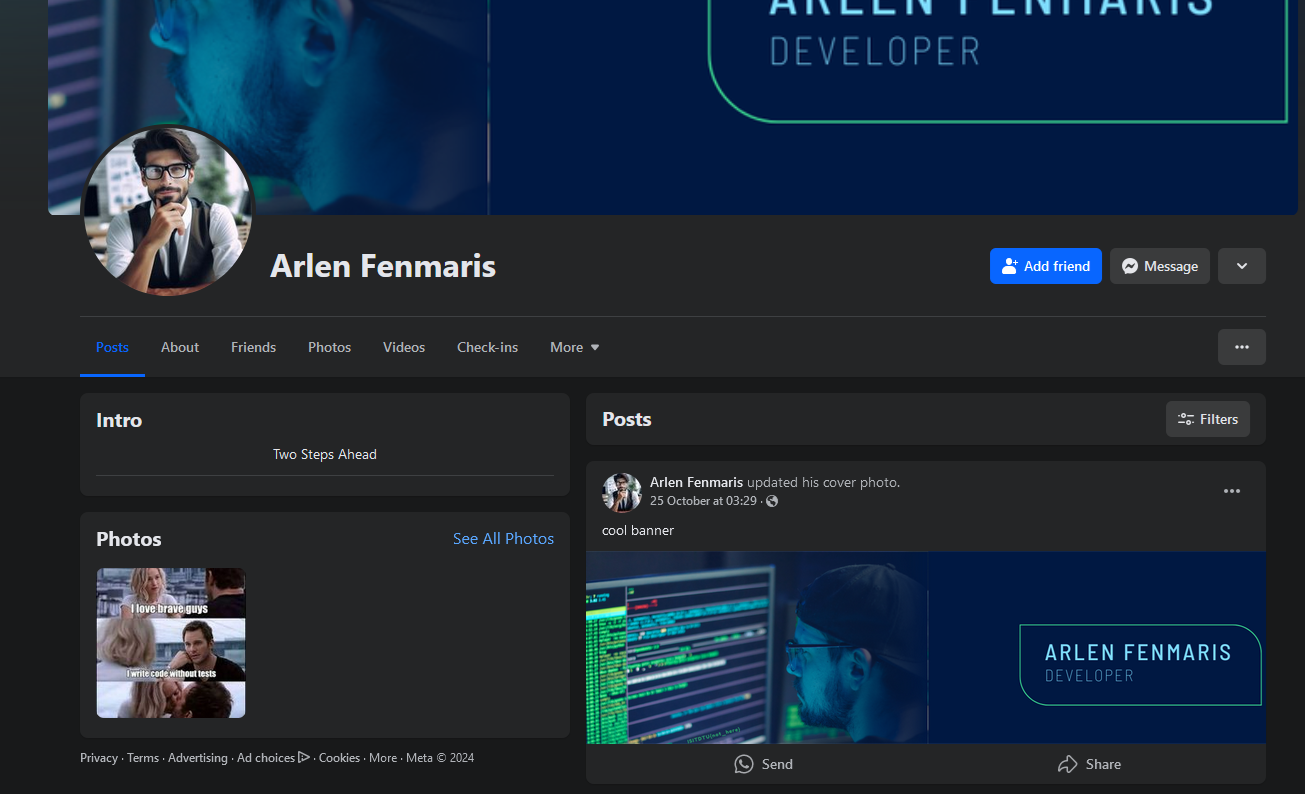 ARLEN FENMARIS
DEVELOPER
Arlen Fenmaris
Add friend
Message
Posts
About
Friends
Photos
Videos
Check-ins
More
Intro
Two Steps Ahead
Photos
See All Photos
I love brave guys
I write code without tests
Privacy · Terms · Advertising · Ad choices · Cookies · More · Meta © 2024
Posts
Filters
Arlen Fenmaris updated his cover photo.
25 October at 03:29 ·
cool banner
ARLEN FENMARIS
DEVELOPER
Send
Share